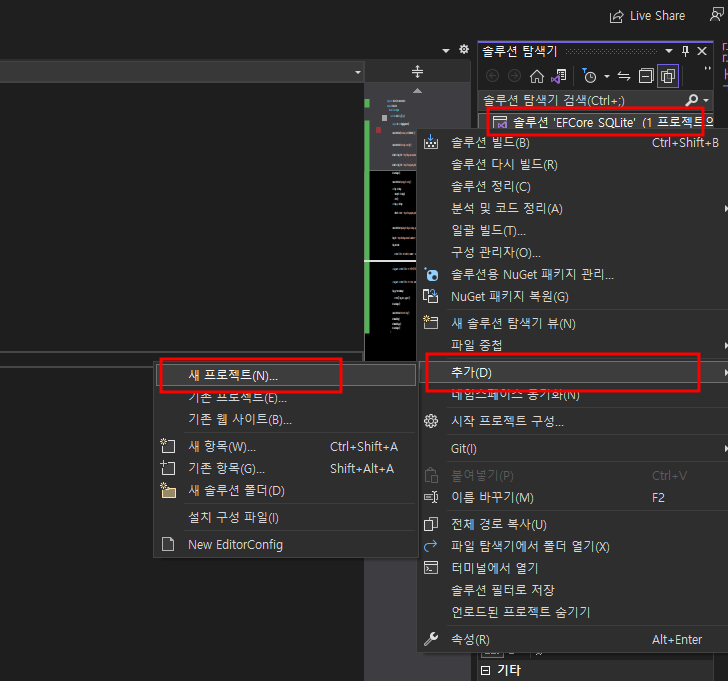 Live Share
솔루션 탐색기
솔루션 탐색기 검색(Ctrl+;)
솔루션 'EFCore SQLite' (1 프로젝트의
솔루션 빌드(B) Ctrl+Shift+B
솔루션 다시 빌드(R)
솔루션 정리(C)
분석 및 코드 정리(A)
일괄 빌드(T)...
구성 관리자(O)...
솔루션용 NuGet 패키지 관리...
NuGet 패키지 복원(G)
새 솔루션 탐색기 뷰(N)
파일 중첩
추가(D)
네임스페이스 동기화(N)
시작 프로젝트 구성...
Git(I)
붙여넣기(P) Ctrl+V
이름 바꾸기(M) F2
전체 경로 복사(U)
파일 탐색기에서 폴더 열기(X)
터미널에서 열기
솔루션 필터로 저장
언로드된 프로젝트 숨기기
속성(R) Alt+Enter
기타
새 프로젝트(N)...
기존 프로젝트(E)...
기존 웹 사이트(B)...
새 항목(W)... Ctrl+Shift+A
기존 항목(G)... Shift+Alt+A
새 솔루션 폴더(D)
설치 구성 파일(I)
New EditorConfig